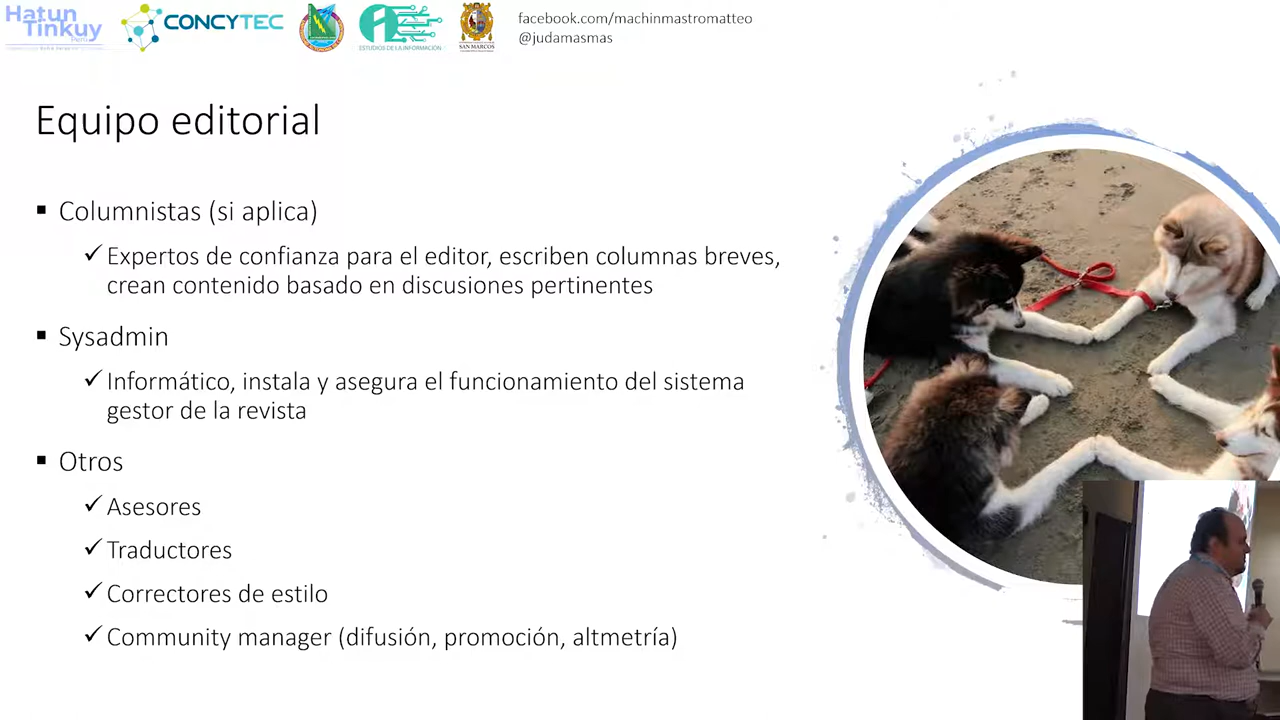 Hatun
Tinkuy
CONCYTEC
ESTUDIOS DE LA INFORMACIÓN
SAN MARCOS
facebook.com/machinmastromatteo
@judamasmas
Equipo editorial
▪ Columnistas (si aplica)
✓ Expertos de confianza para el editor, escriben columnas breves,
crean contenido basado en discusiones pertinentes
▪ Sysadmin
✓ Informático, instala y asegura el funcionamiento del sistema
gestor de la revista
▪ Otros
✓ Asesores
✓ Traductores
✓ Correctores de estilo
✓ Community manager (difusión, promoción, altmetría)